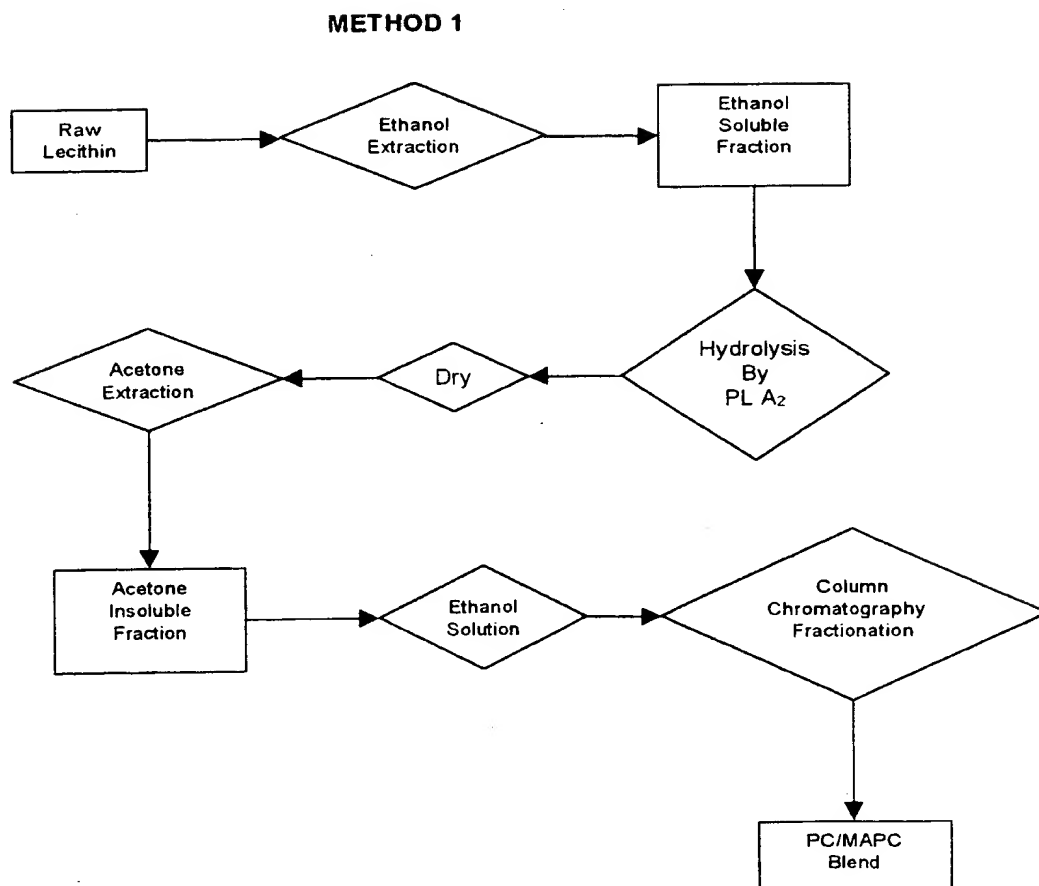 METHOD 1
Raw
Lecithin
Ethanol
Extraction
Ethanol
Soluble
Fraction
Hydrolysis
By
PL A₂
Dry
Acetone
Extraction
Acetone
Insoluble
Fraction
Ethanol
Solution
Column
Chromatography
Fractionation
PC/MAPC
Blend